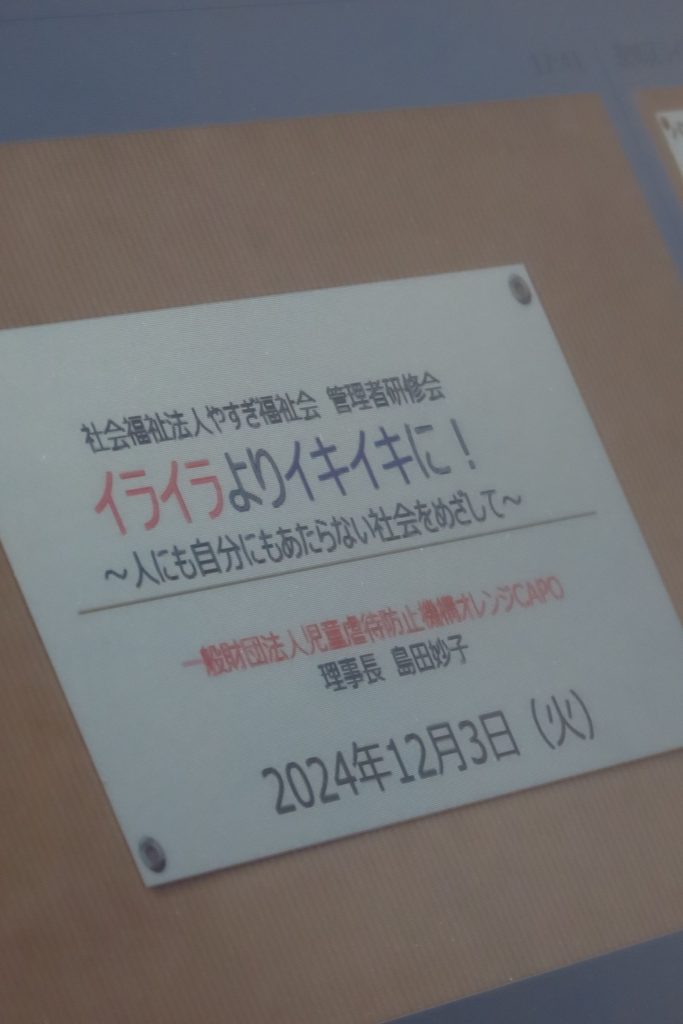 社会福祉法人やすぎ福祉会 管理者研修会
イライラよりイキイキに！
～人にも自分にもあたらない社会をめざして～
一般財団法人児童虐待防止機構オレンジCAPO
理事長 島田妙子
2024年12月3日（火）